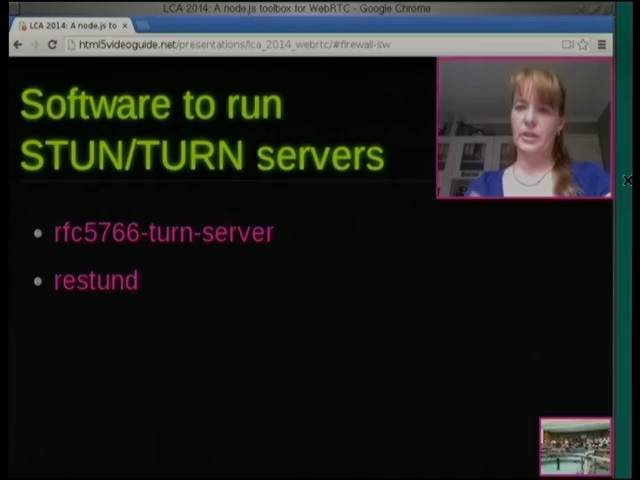 LCA 2014: A node.js toolbox for WebRTC - Google Chrome
LCA 2014: A node.js to
html5videoguide.net/presentations/lca_2014_webrtc/#firewall-sw
Software to run
STUN/TURN servers
rfc5766-turn-server
restund